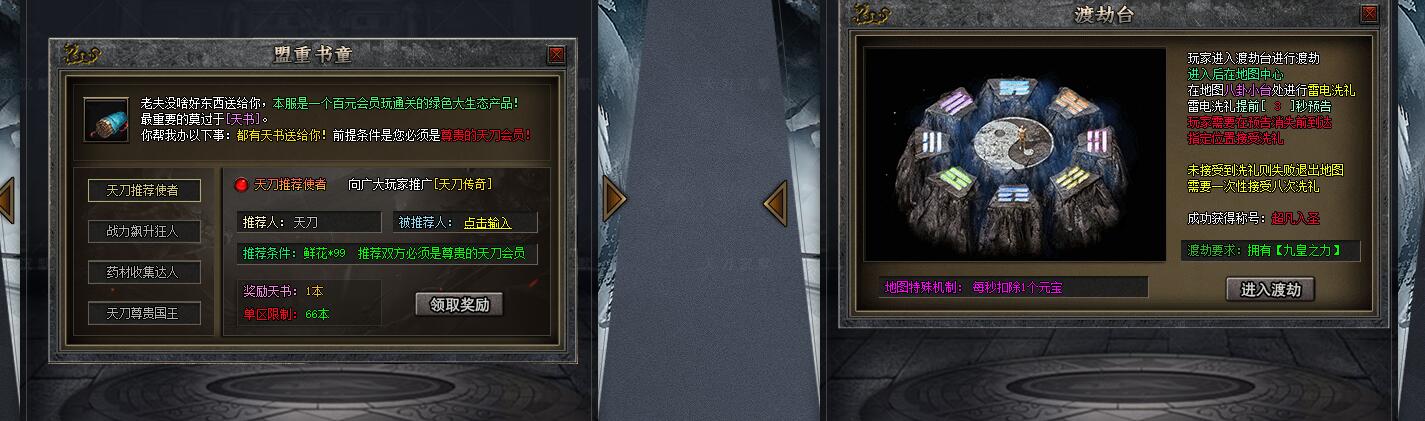 盟重书童
老夫没啥好东西送给你，本服是一个百元会员玩通关的绿色大生态产品！
最重要的莫过于[天书]。
你帮我办以下事：都有天书送给你！前提条件是您必须是尊贵的天刀会员！
天刀推荐使者
战力飙升狂人
药材收集达人
天刀尊贵国王
天刀推荐使者 向广大玩家推广[天刀传奇]
推荐人：天刀
被推荐人：点击输入
推荐条件：鲜花*99 推荐双方必须是尊贵的天刀会员
奖励天书：1本
单区限制：66本
领取奖励
渡劫台
玩家进入渡劫台进行渡劫
进入后在地图中心
在地图八卦小台处进行雷电洗礼
雷电洗礼提前[ 3 ]秒预告
玩家需要在预告消失前到达
指定位置接受洗礼
未接受到洗礼则失败退出地图
需要一次性接受八次洗礼
成功获得称号：超凡入圣
渡劫要求：拥有【九皇之力】
地图特殊机制：每秒扣除1个元宝
进入渡劫